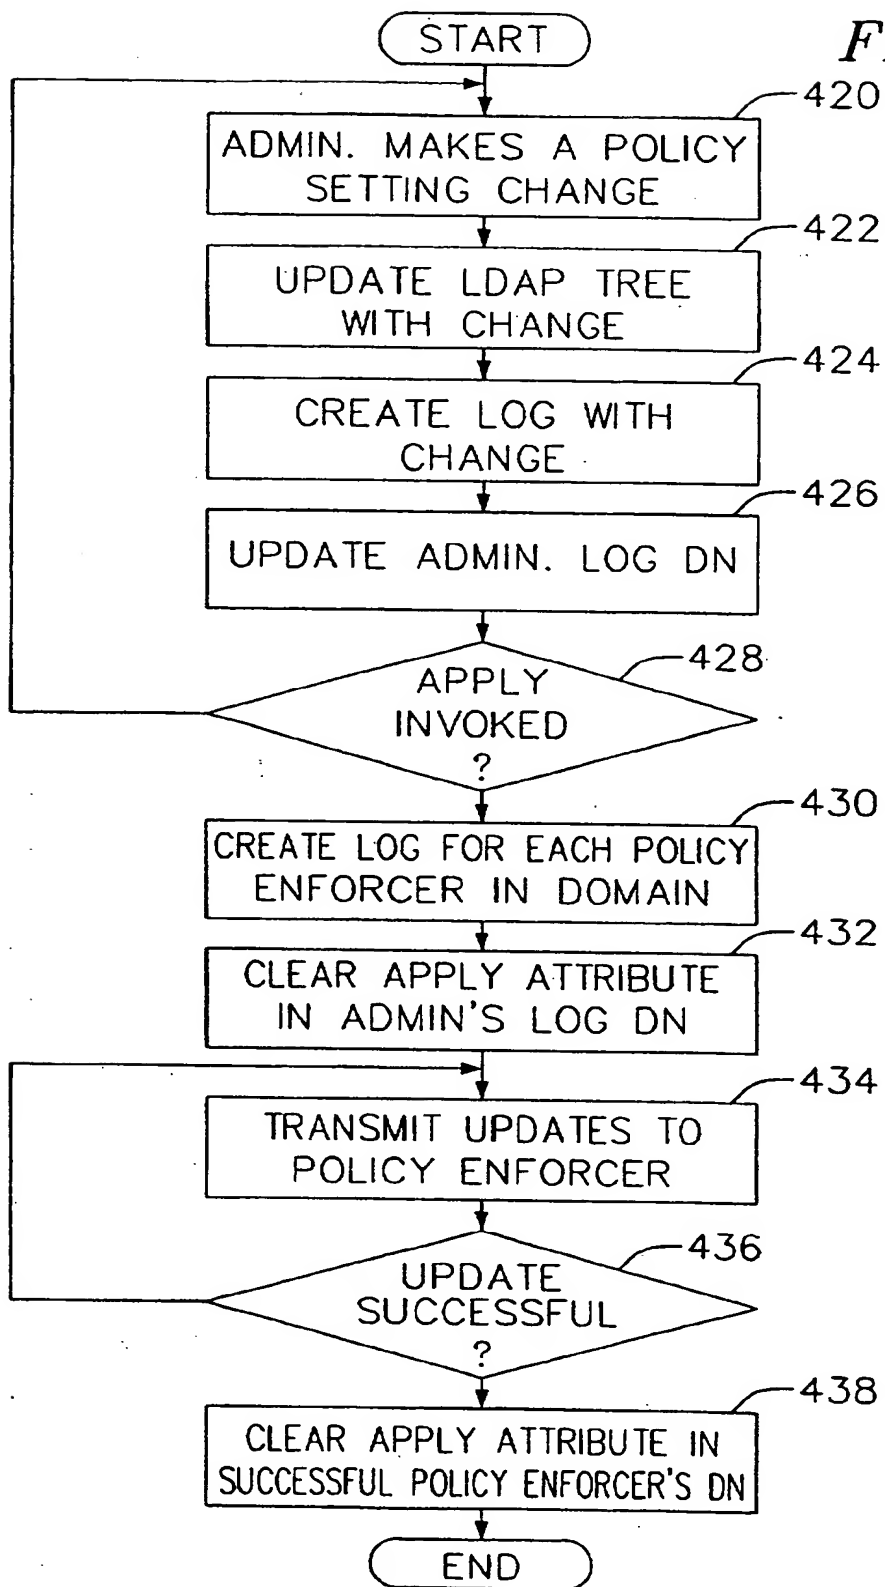 START
420
ADMIN. MAKES A POLICY
SETTING CHANGE
422
UPDATE LDAP TREE
WITH CHANGE
424
CREATE LOG WITH
CHANGE
426
UPDATE ADMIN. LOG DN
428
APPLY
INVOKED
?
430
CREATE LOG FOR EACH POLICY
ENFORCER IN DOMAIN
432
CLEAR APPLY ATTRIBUTE
IN ADMIN'S LOG DN
434
TRANSMIT UPDATES TO
POLICY ENFORCER
436
UPDATE
SUCCESSFUL
?
438
CLEAR APPLY ATTRIBUTE IN
SUCCESSFUL POLICY ENFORCER'S DN
END